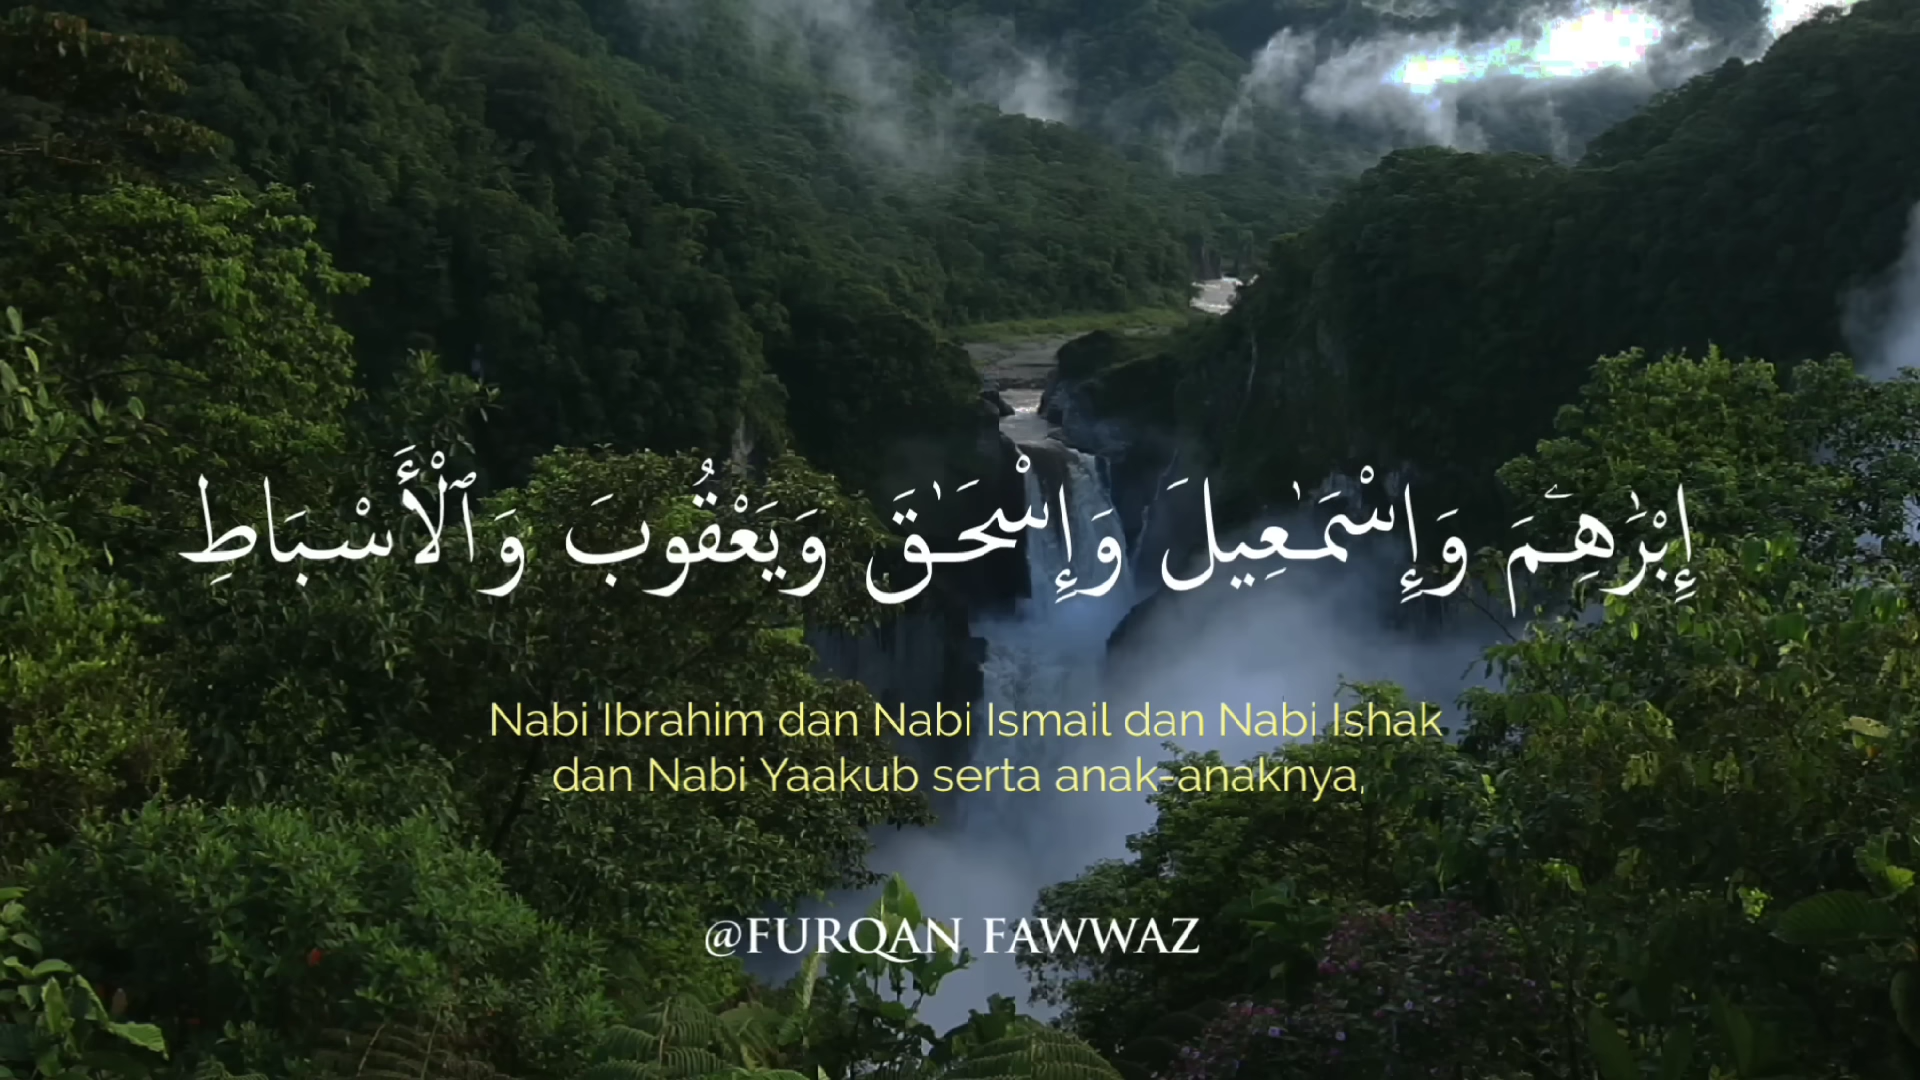 إِبْرَٰهِـۧمَ وَإِسْمَـٰعِيلَ وَإِسْحَـٰقَ وَيَعْقُوبَ وَٱلْأَسْبَاطِ
Nabi Ibrahim dan Nabi Ismail dan Nabi Ishak
dan Nabi Yaakub serta anak-anaknya,
@FURQAN FAWWAZ